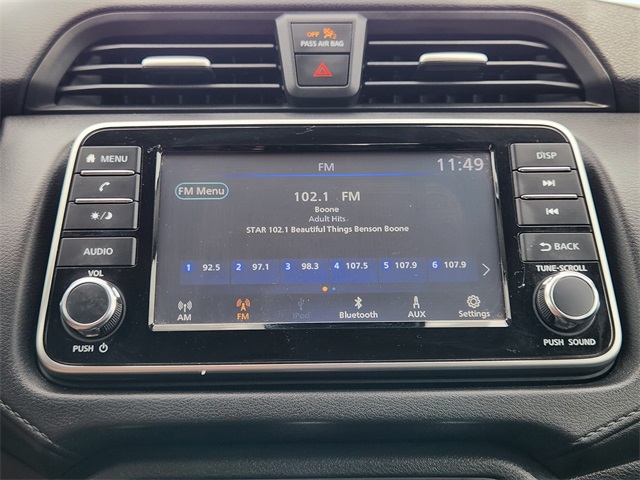 OFF
PASS AIR BAG
MENU
AUDIO
VOL
PUSH
FM
11:49
FM Menu
102.1 FM
Boone
Adult Hits
STAR 102.1 Beautiful Things Benson Boone
1 92.5 2 97.1 3 98.3 4 107.5 5 107.9 6 107.9
AM FM iPod Bluetooth AUX Settings
DISP
BACK
TUNE-SCROLL
PUSH SOUND